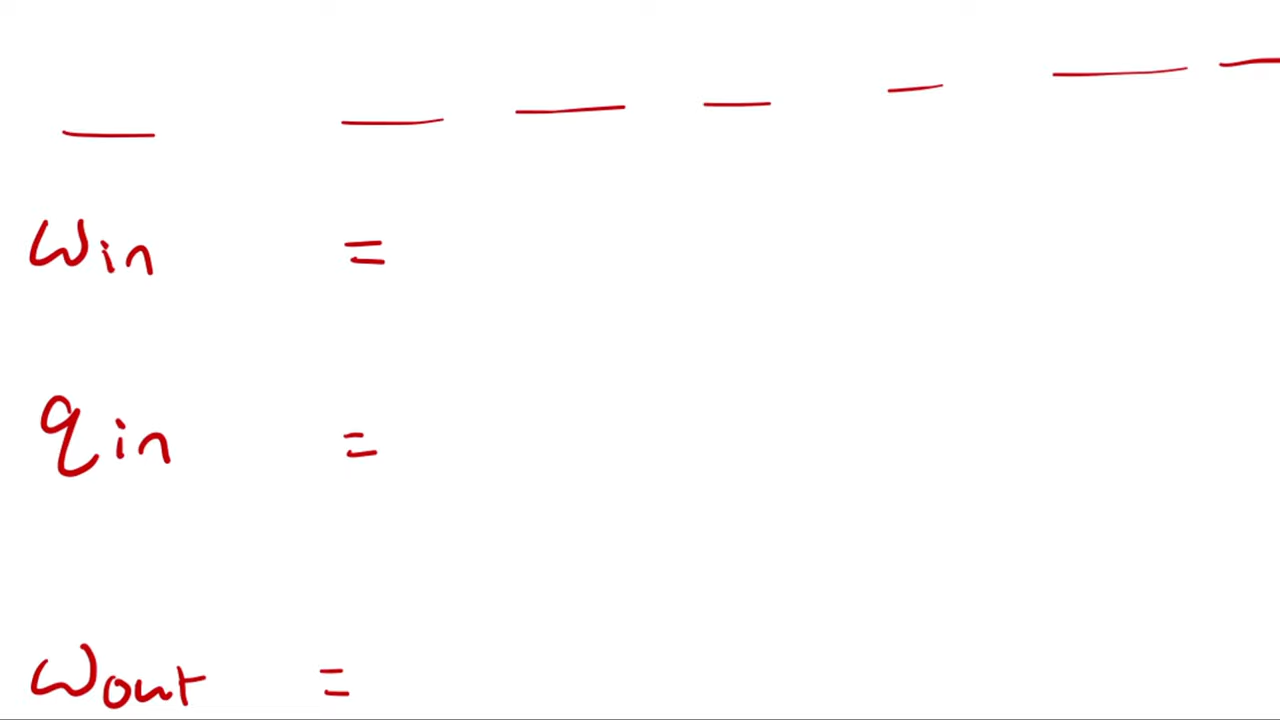 win =
qin =
wout =